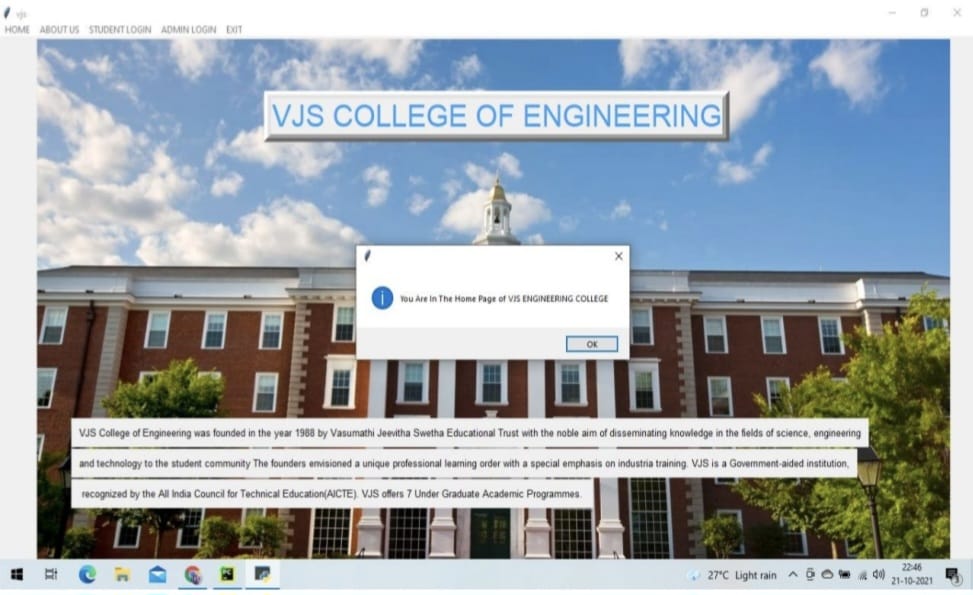 vjs
HOME ABOUT US STUDENT LOGIN ADMIN LOGIN EXIT
VJS COLLEGE OF ENGINEERING
You Are In The Home Page of VJS ENGINEERING COLLEGE
OK
VJS College of Engineering was founded in the year 1988 by Vasumathi Jeevitha Swetha Educational Trust with the noble aim of disseminating knowledge in the fields of science, engineering
and technology to the student community The founders envisioned a unique professional learning order with a special emphasis on industria training. VJS is a Government-aided institution,
recognized by the All India Council for Technical Education(AICTE). VJS offers 7 Under Graduate Academic Programmes.
27°C Light rain
22:46
21-10-2021
3